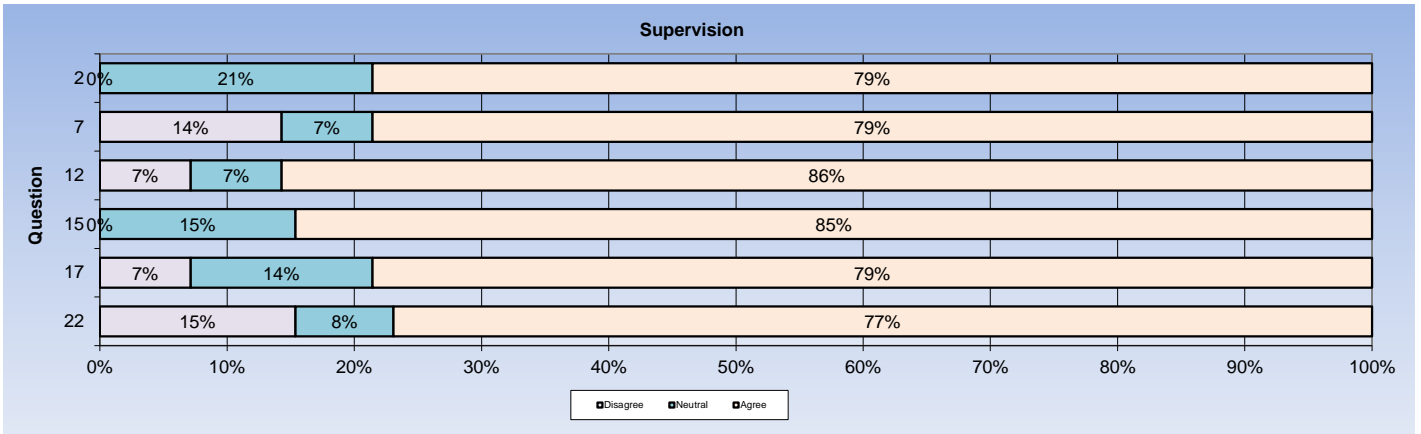 Supervision
2 0% 21% 79%
7 14% 7% 79%
12 7% 7% 86%
15 0% 15% 85%
17 7% 14% 79%
22 15% 8% 77%
Question
0% 10% 20% 30% 40% 50% 60% 70% 80% 90% 100%
Disagree Neutral Agree